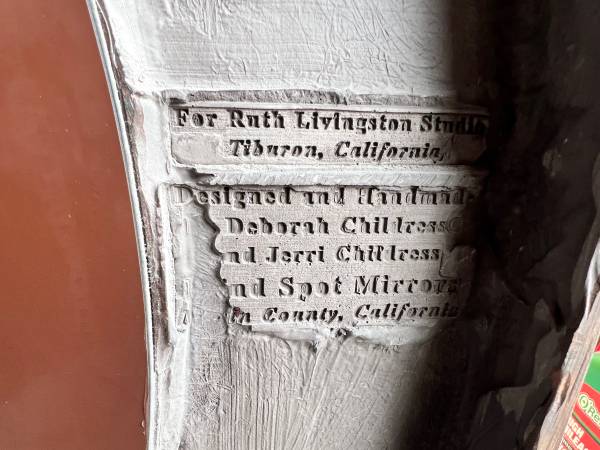 For Ruth Livingston Studio
Tiburon, California,
Designed and Handmade
Deborah Childress
nd Jerri Childress
nd Spot Mirrors
in County, California